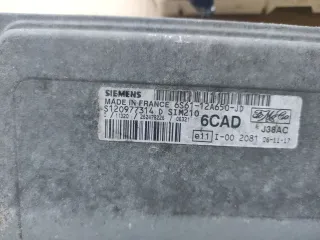 SIEMENS
MADE IN FRANCE 6S61-12A650-JD
S120977314 D SIM210
6CAD
J38AC
e11 I-00 2081